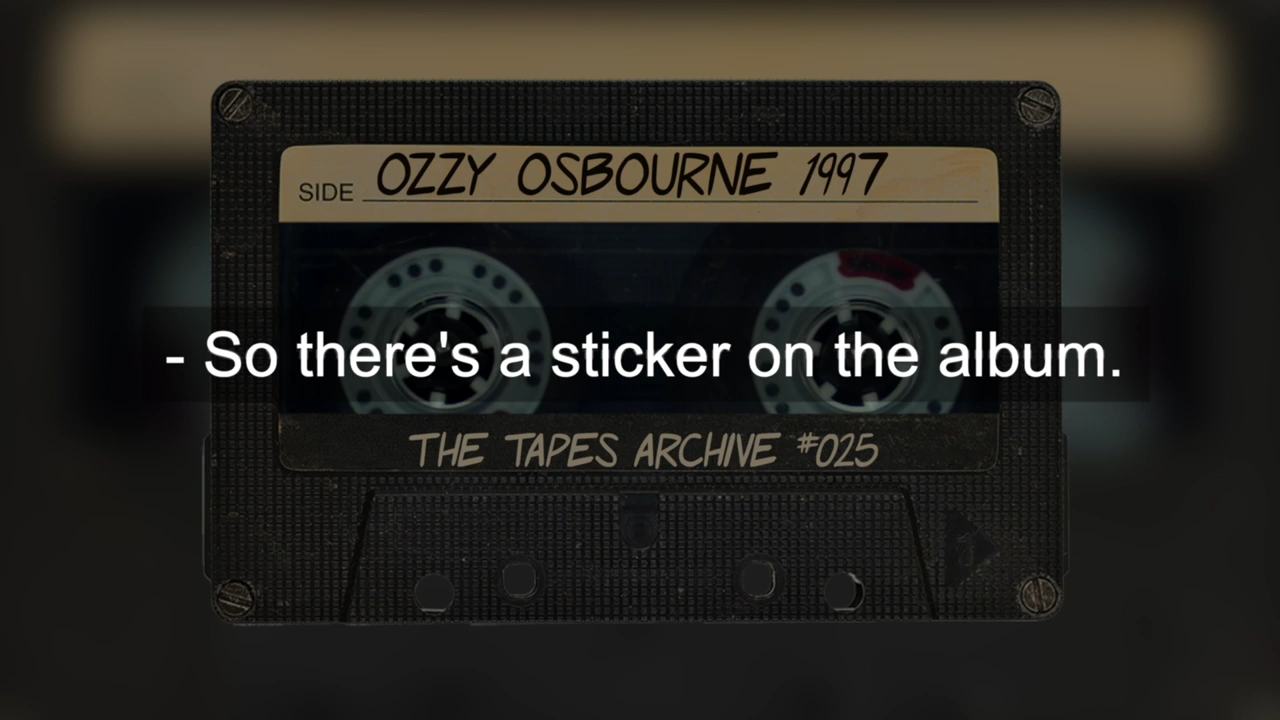 OZZY OSBOURNE 1997
SIDE
- So there's a sticker on the album.
THE TAPES ARCHIVE #025